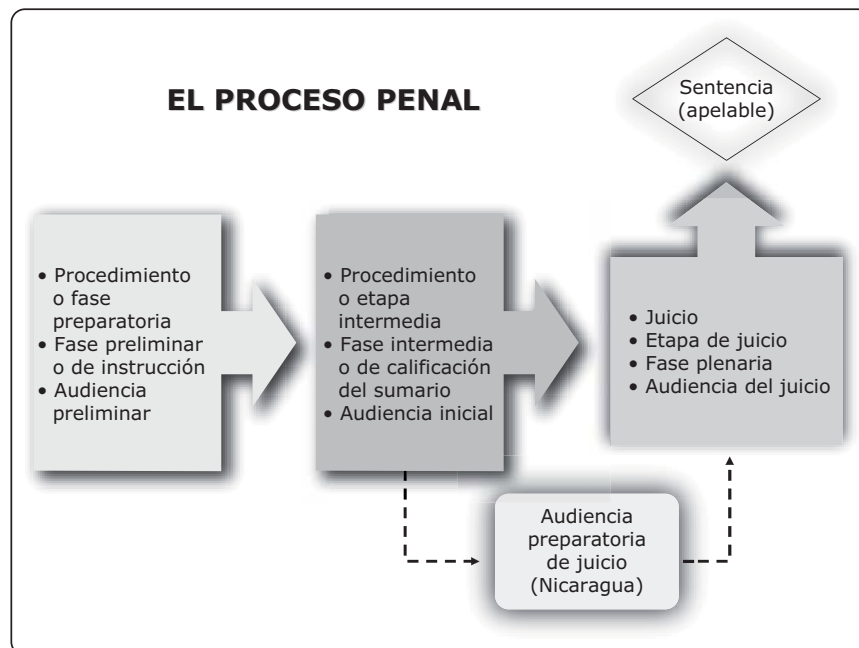 EL PROCESO PENAL
Sentencia
(apelable)
• Procedimiento
o fase
preparatoria
• Fase preliminar
o de instrucción
• Audiencia
preliminar
• Procedimiento
o etapa
intermedia
• Fase intermedia
o de calificación
del sumario
• Audiencia inicial
• Juicio
• Etapa de juicio
• Fase plenaria
• Audiencia del juicio
Audiencia
preparatoria
de juicio
(Nicaragua)